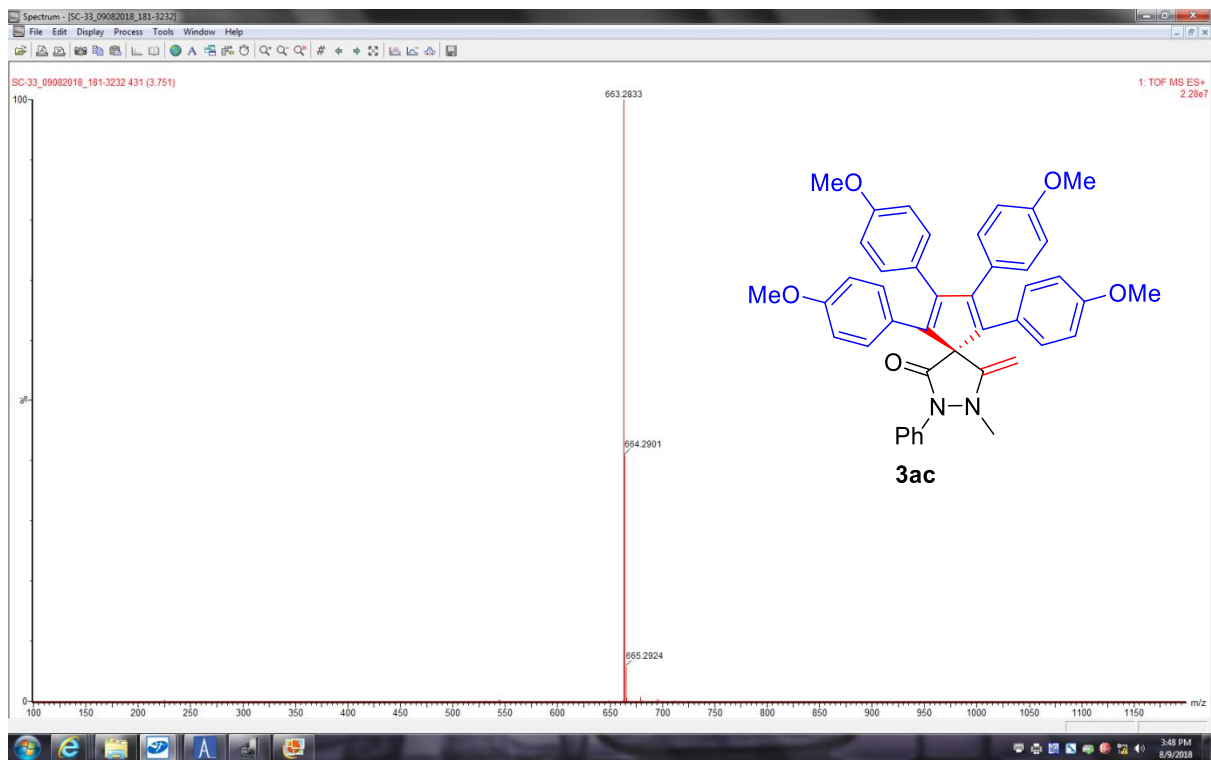 Spectrum - [SC-33_09082018_181-3232]
File Edit Display Process Tools Window Help
SC-33_09082018_181-3232 431 (3.751)
1: TOF MS ES+
2.28e7
100
663.2833
MeO
OMe
MeO
OMe
O
N
N
Ph
3ac
%
664.2901
665.2924
0
m/z
100 150 200 250 300 350 400 450 500 550 600 650 700 750 800 850 900 950 1000 1050 1100 1150
3:48 PM
8/9/2018